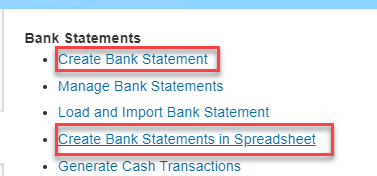 Bank Statements
Create Bank Statement
Manage Bank Statements
Load and Import Bank Statement
Create Bank Statements in Spreadsheet
Generate Cash Transactions